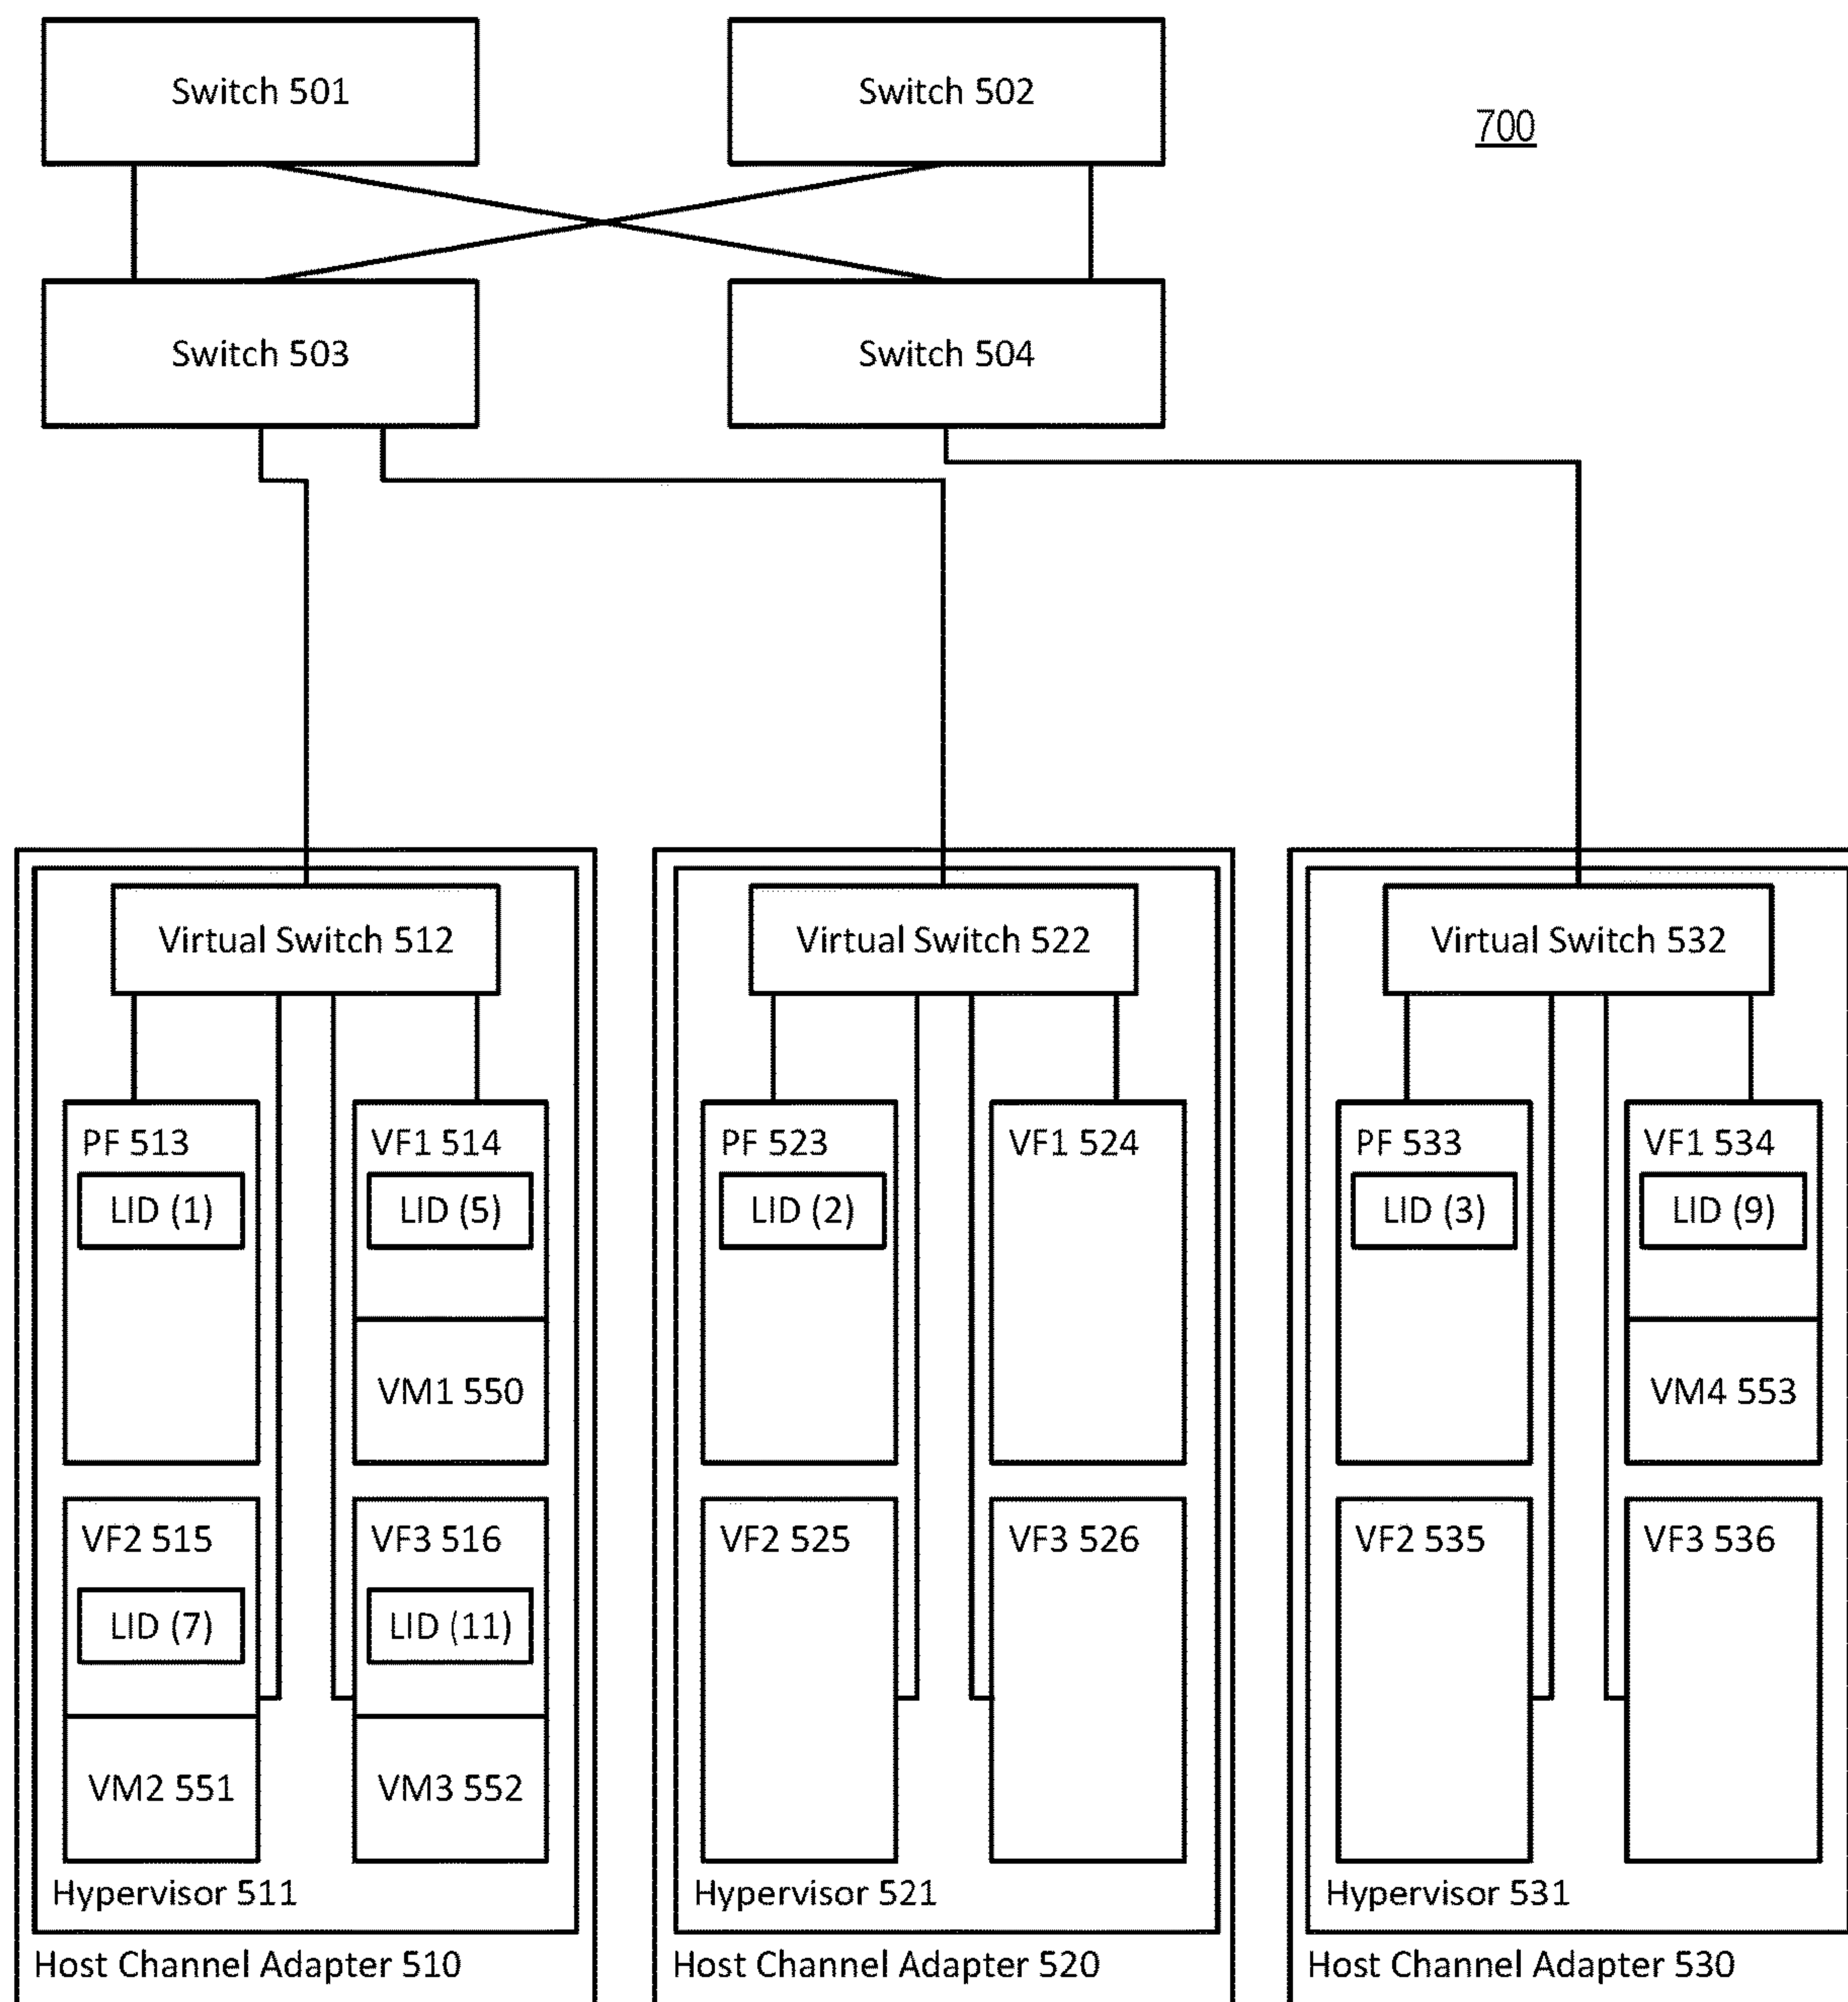 Switch 501
Switch 502
700
Switch 503
Switch 504
Virtual Switch 512
Virtual Switch 522
Virtual Switch 532
PF 513
LID (1)
VF1 514
LID (5)
VM1 550
PF 523
LID (2)
VF1 524
PF 533
LID (3)
VF1 534
LID (9)
VM4 553
VF2 515
LID (7)
VM2 551
VF3 516
LID (11)
VM3 552
VF2 525
VF3 526
VF2 535
VF3 536
Hypervisor 511
Hypervisor 521
Hypervisor 531
Host Channel Adapter 510
Host Channel Adapter 520
Host Channel Adapter 530